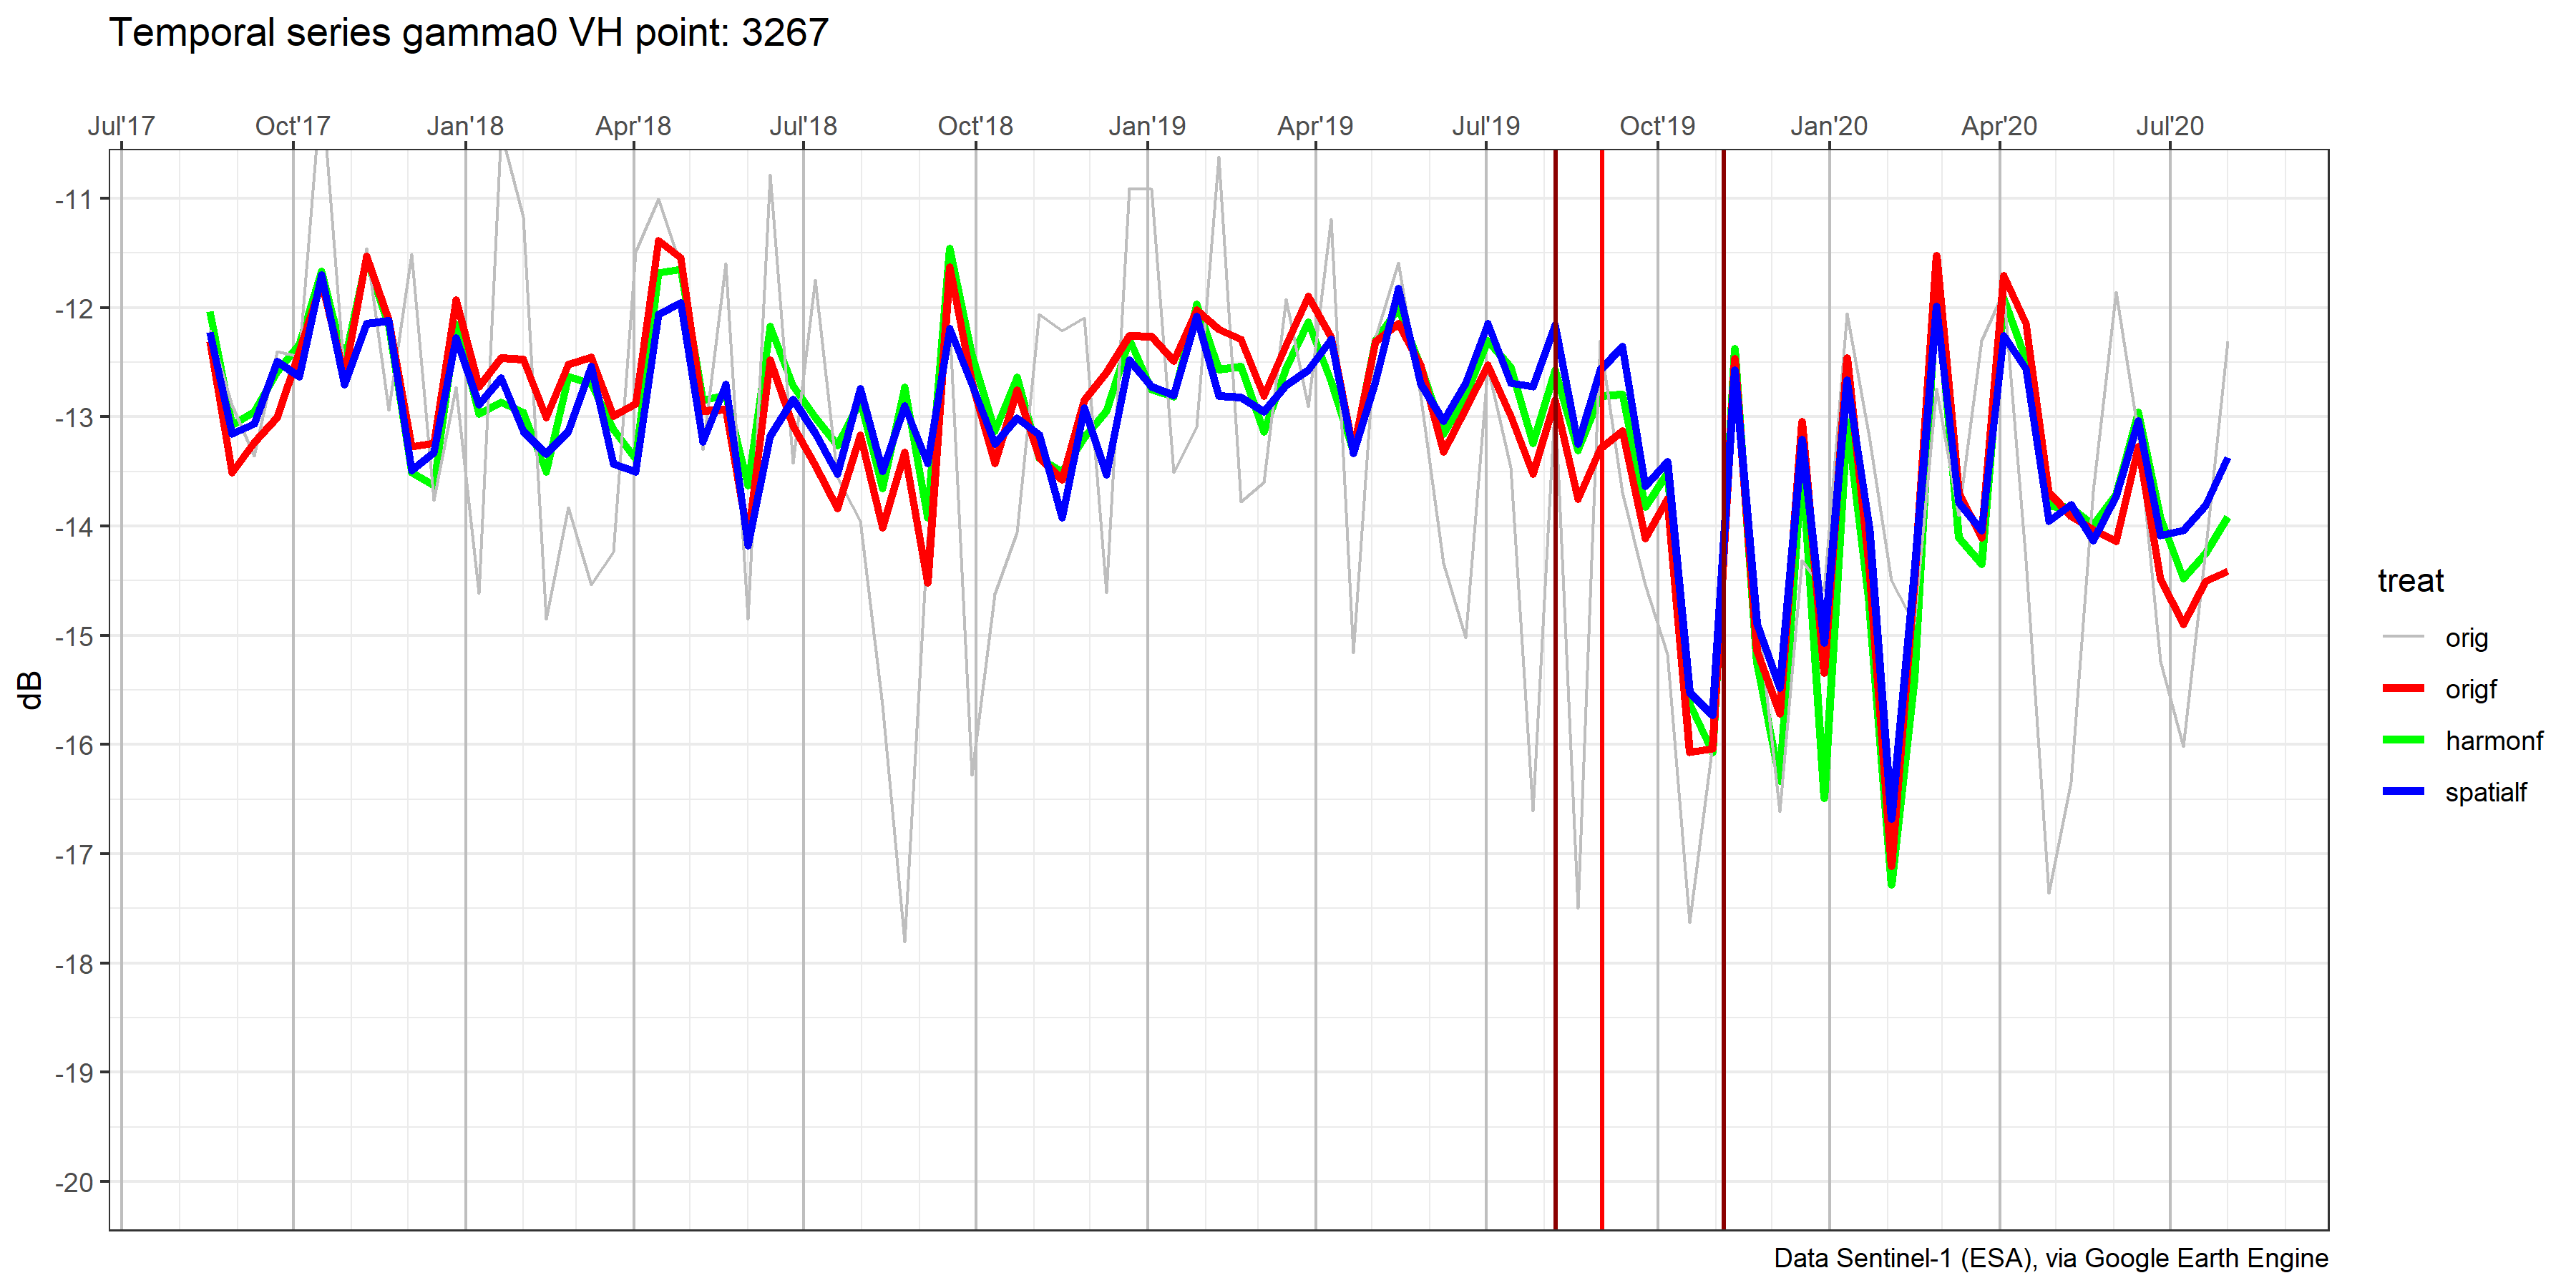 Temporal series gamma0 VH point: 3267
Jul'17 Oct'17 Jan'18 Apr'18 Jul'18 Oct'18 Jan'19 Apr'19 Jul'19 Oct'19 Jan'20 Apr'20 Jul'20
-11
-12
-13
-14
-15
-16
-17
-18
-19
-20
dB
treat
orig
origf
harmonf
spatialf
Data Sentinel-1 (ESA), via Google Earth Engine